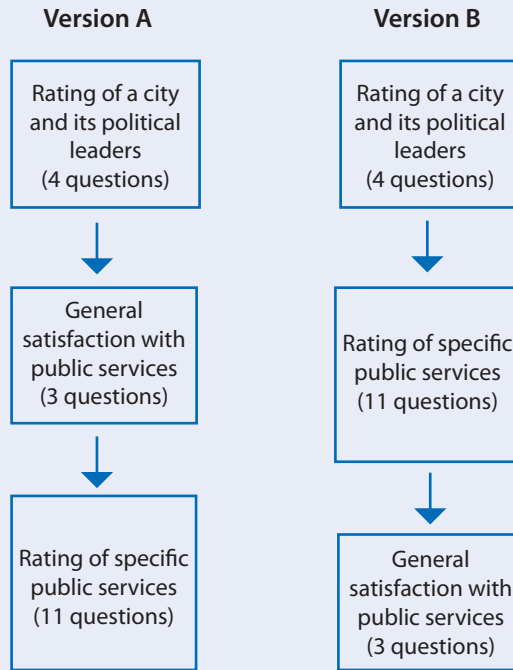 Version A
Rating of a city
and its political
leaders
(4 questions)
General
satisfaction with
public services
(3 questions)
Rating of specific
public services
(11 questions)
Version B
Rating of a city
and its political
leaders
(4 questions)
Rating of specific
public services
(11 questions)
General
satisfaction with
public services
(3 questions)